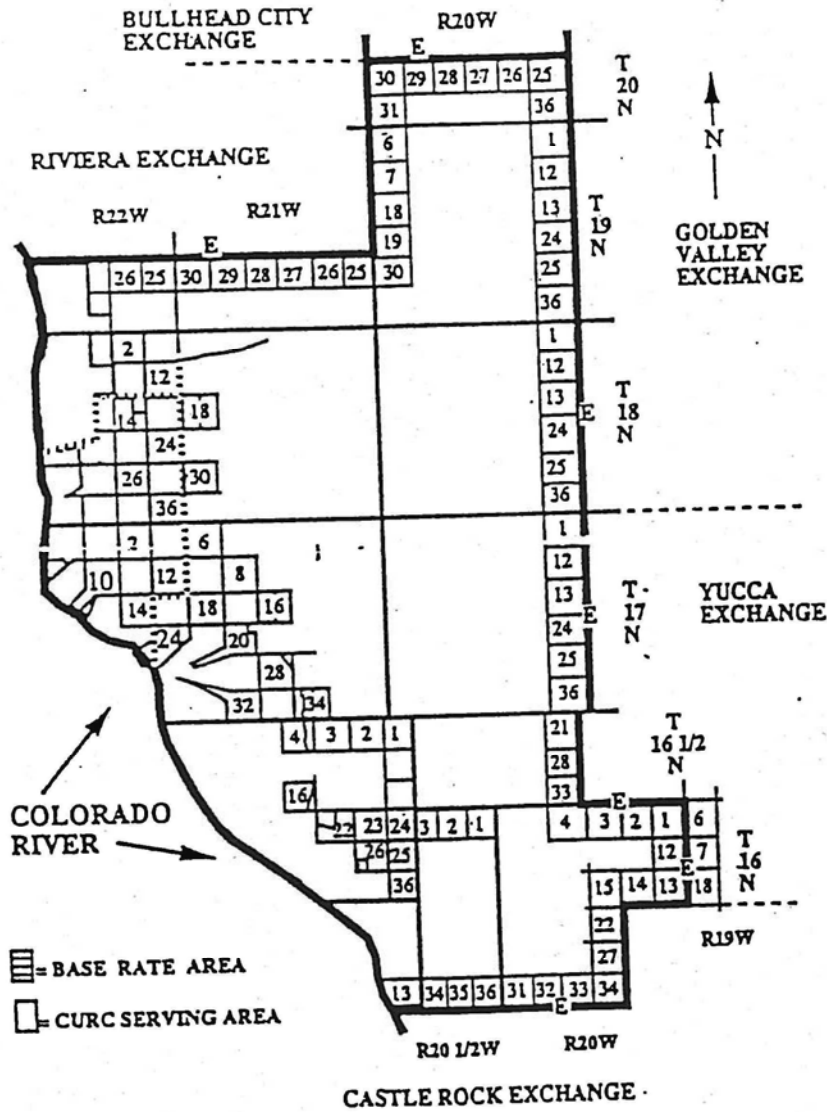 BULLHEAD CITY
EXCHANGE
R20W
E
30 29 28 27 26 25
T
20
N
31 36
6 1
N
RIVIERA EXCHANGE
7 12
R22W R21W
18 13
T
19
N
E
19 24
GOLDEN
VALLEY
EXCHANGE
26 25 30 29 28 27 26 25 30 25
36
2 1
12 12
14 18 13
E
T
18
N
24 24
26 30 25
36 36
2 6 1
10 12 8 12
14 18 16 13
E
T
17
N
YUCCA
EXCHANGE
24 20 24
28 25
32 34 36
4 3 2 1 21
T
16 1/2
N
28
16 33
E
COLORADO
RIVER
22 23 24 3 2 1 4 3 2 1 6
26 25 12 7
E
T
16
N
36 15 14 13 18
22
R19W
27
= BASE RATE AREA
13 34 35 36 31 32 33 34
E
= CURC SERVING AREA
R20 1/2W R20W
CASTLE ROCK EXCHANGE